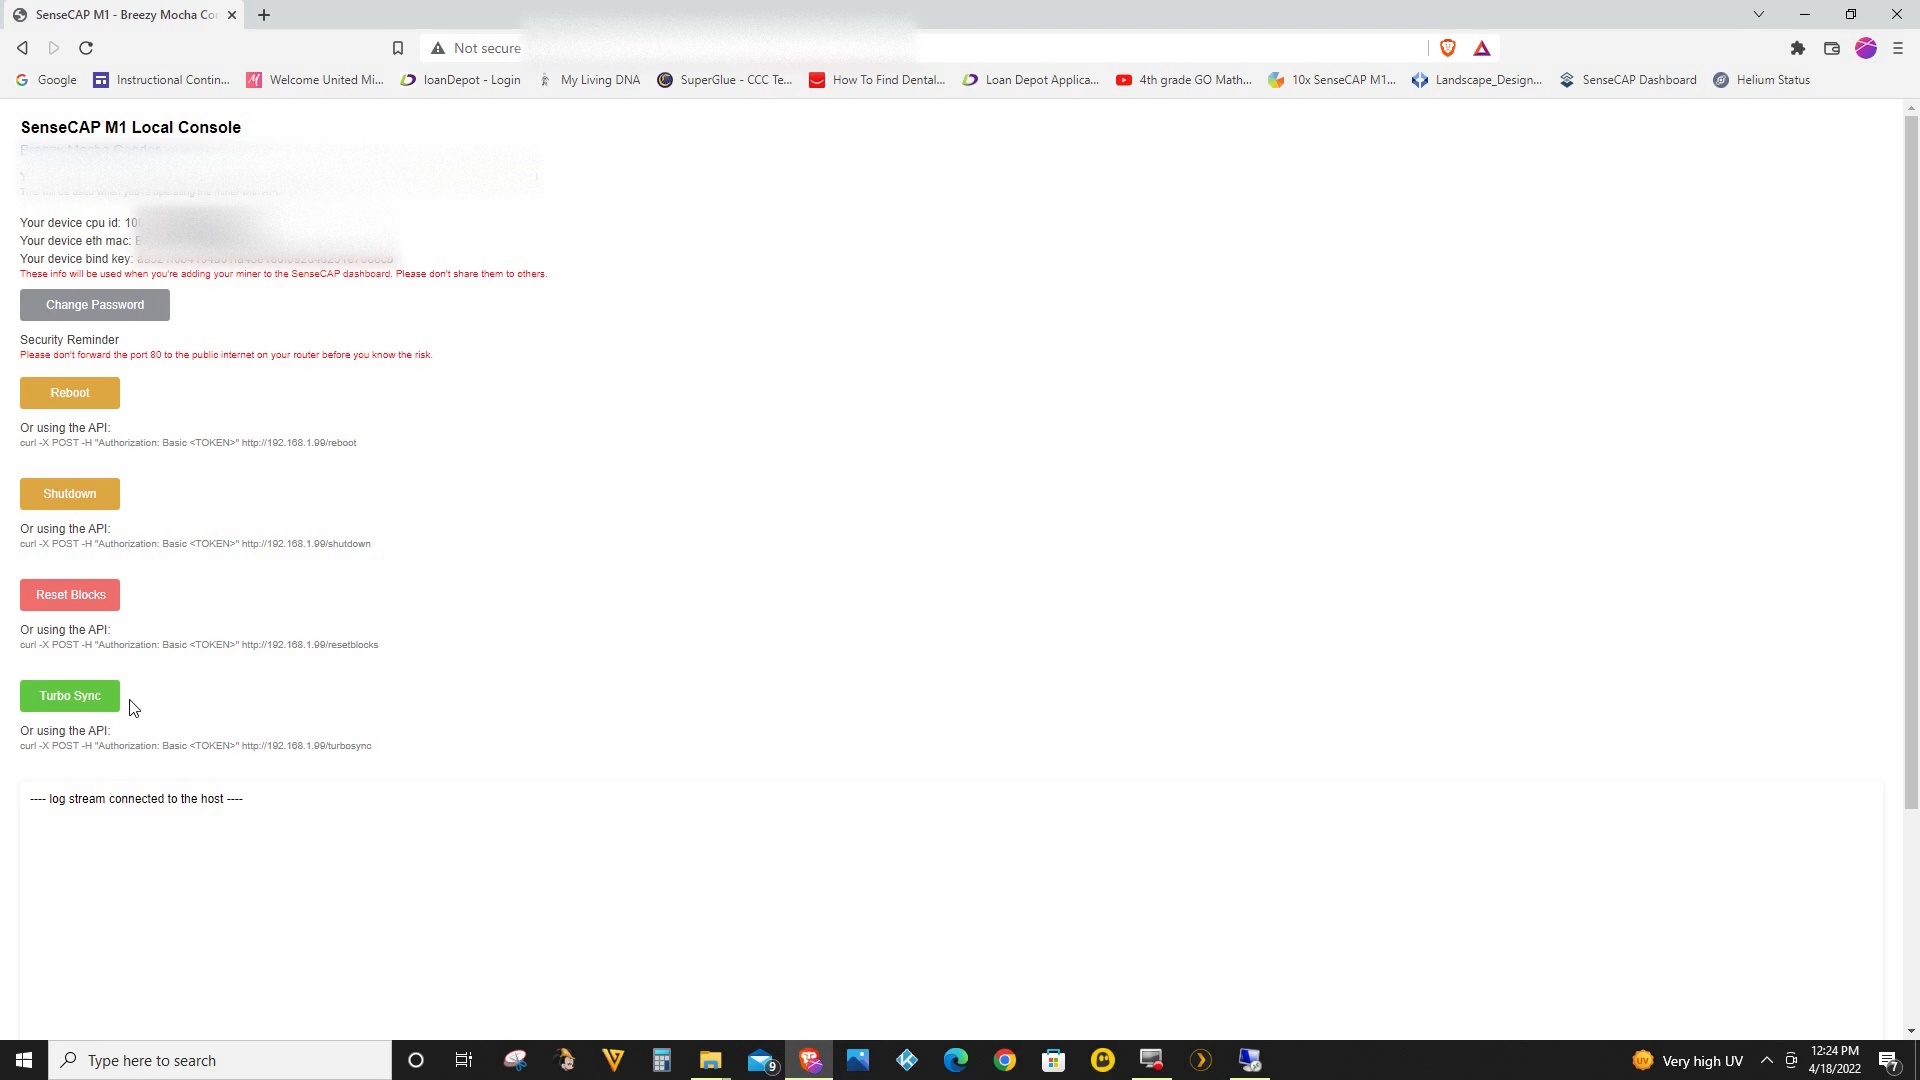 SenseCAP M1 - Breezy Mocha Co
Not secure
Google
Instructional Contin...
Welcome United Mi...
loanDepot - Login
My Living DNA
SuperGlue - CCC Te...
How To Find Dental...
Loan Depot Applica...
4th grade GO Math...
10x SenseCAP M1...
Landscape_Design...
SenseCAP Dashboard
Helium Status
SenseCAP M1 Local Console
Your device cpu id: 10
Your device eth mac:
Your device bind key:
These info will be used when you're adding your miner to the SenseCAP dashboard. Please don't share them to others.
Change Password
Security Reminder
Please don't forward the port 80 to the public internet on your router before you know the risk.
Reboot
Or using the API:
curl -X POST -H "Authorization: Basic <TOKEN>" http://192.168.1.99/reboot
Shutdown
Or using the API:
curl -X POST -H "Authorization: Basic <TOKEN>" http://192.168.1.99/shutdown
Reset Blocks
Or using the API:
curl -X POST -H "Authorization: Basic <TOKEN>" http://192.168.1.99/resetblocks
Turbo Sync
Or using the API:
curl -X POST -H "Authorization: Basic <TOKEN>" http://192.168.1.99/turbosync
---- log stream connected to the host ----
Type here to search
9
Very high UV
12:24 PM
4/18/2022
7